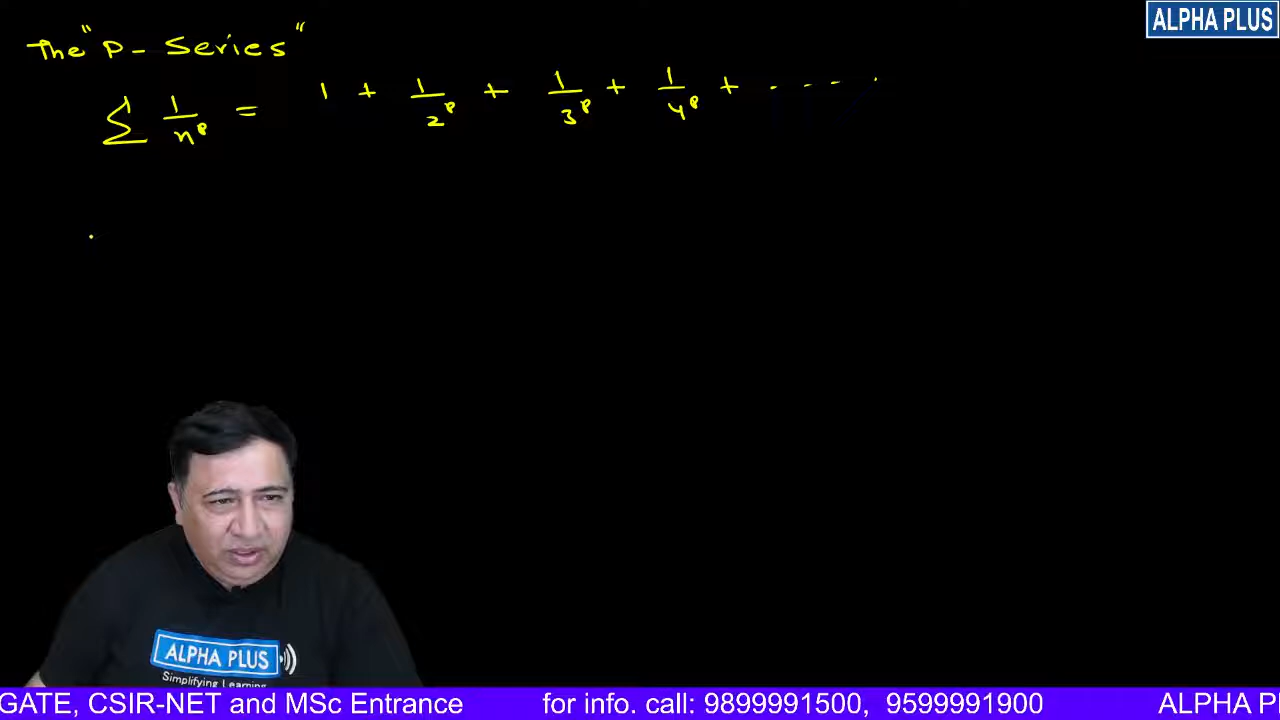 The "P - Series"
∑ 1/n^p = 1 + 1/2^p + 1/3^p + 1/4^p + .....
ALPHA PLUS
ALPHA PLUS
Simplifying Learning
GATE, CSIR-NET and MSc Entrance for info. call: 9899991500, 9599991900 ALPHA PL